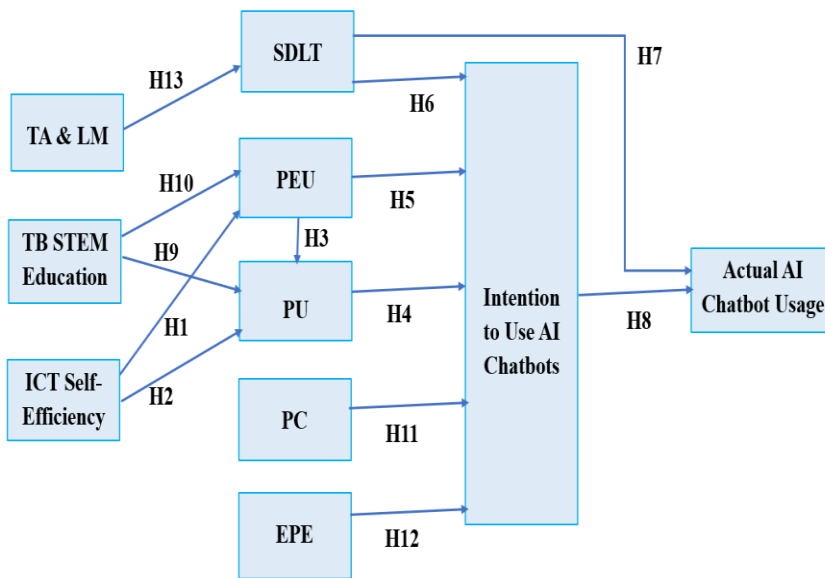 SDLT
H7
H13
H6
TA & LM
PEU
H10
H5
TB STEM
Education
H9
H3
Intention
to Use AI
Chatbots
Actual AI
Chatbot Usage
PU
H4
H8
H1
ICT Self-
Efficiency
H2
PC
H11
EPE
H12